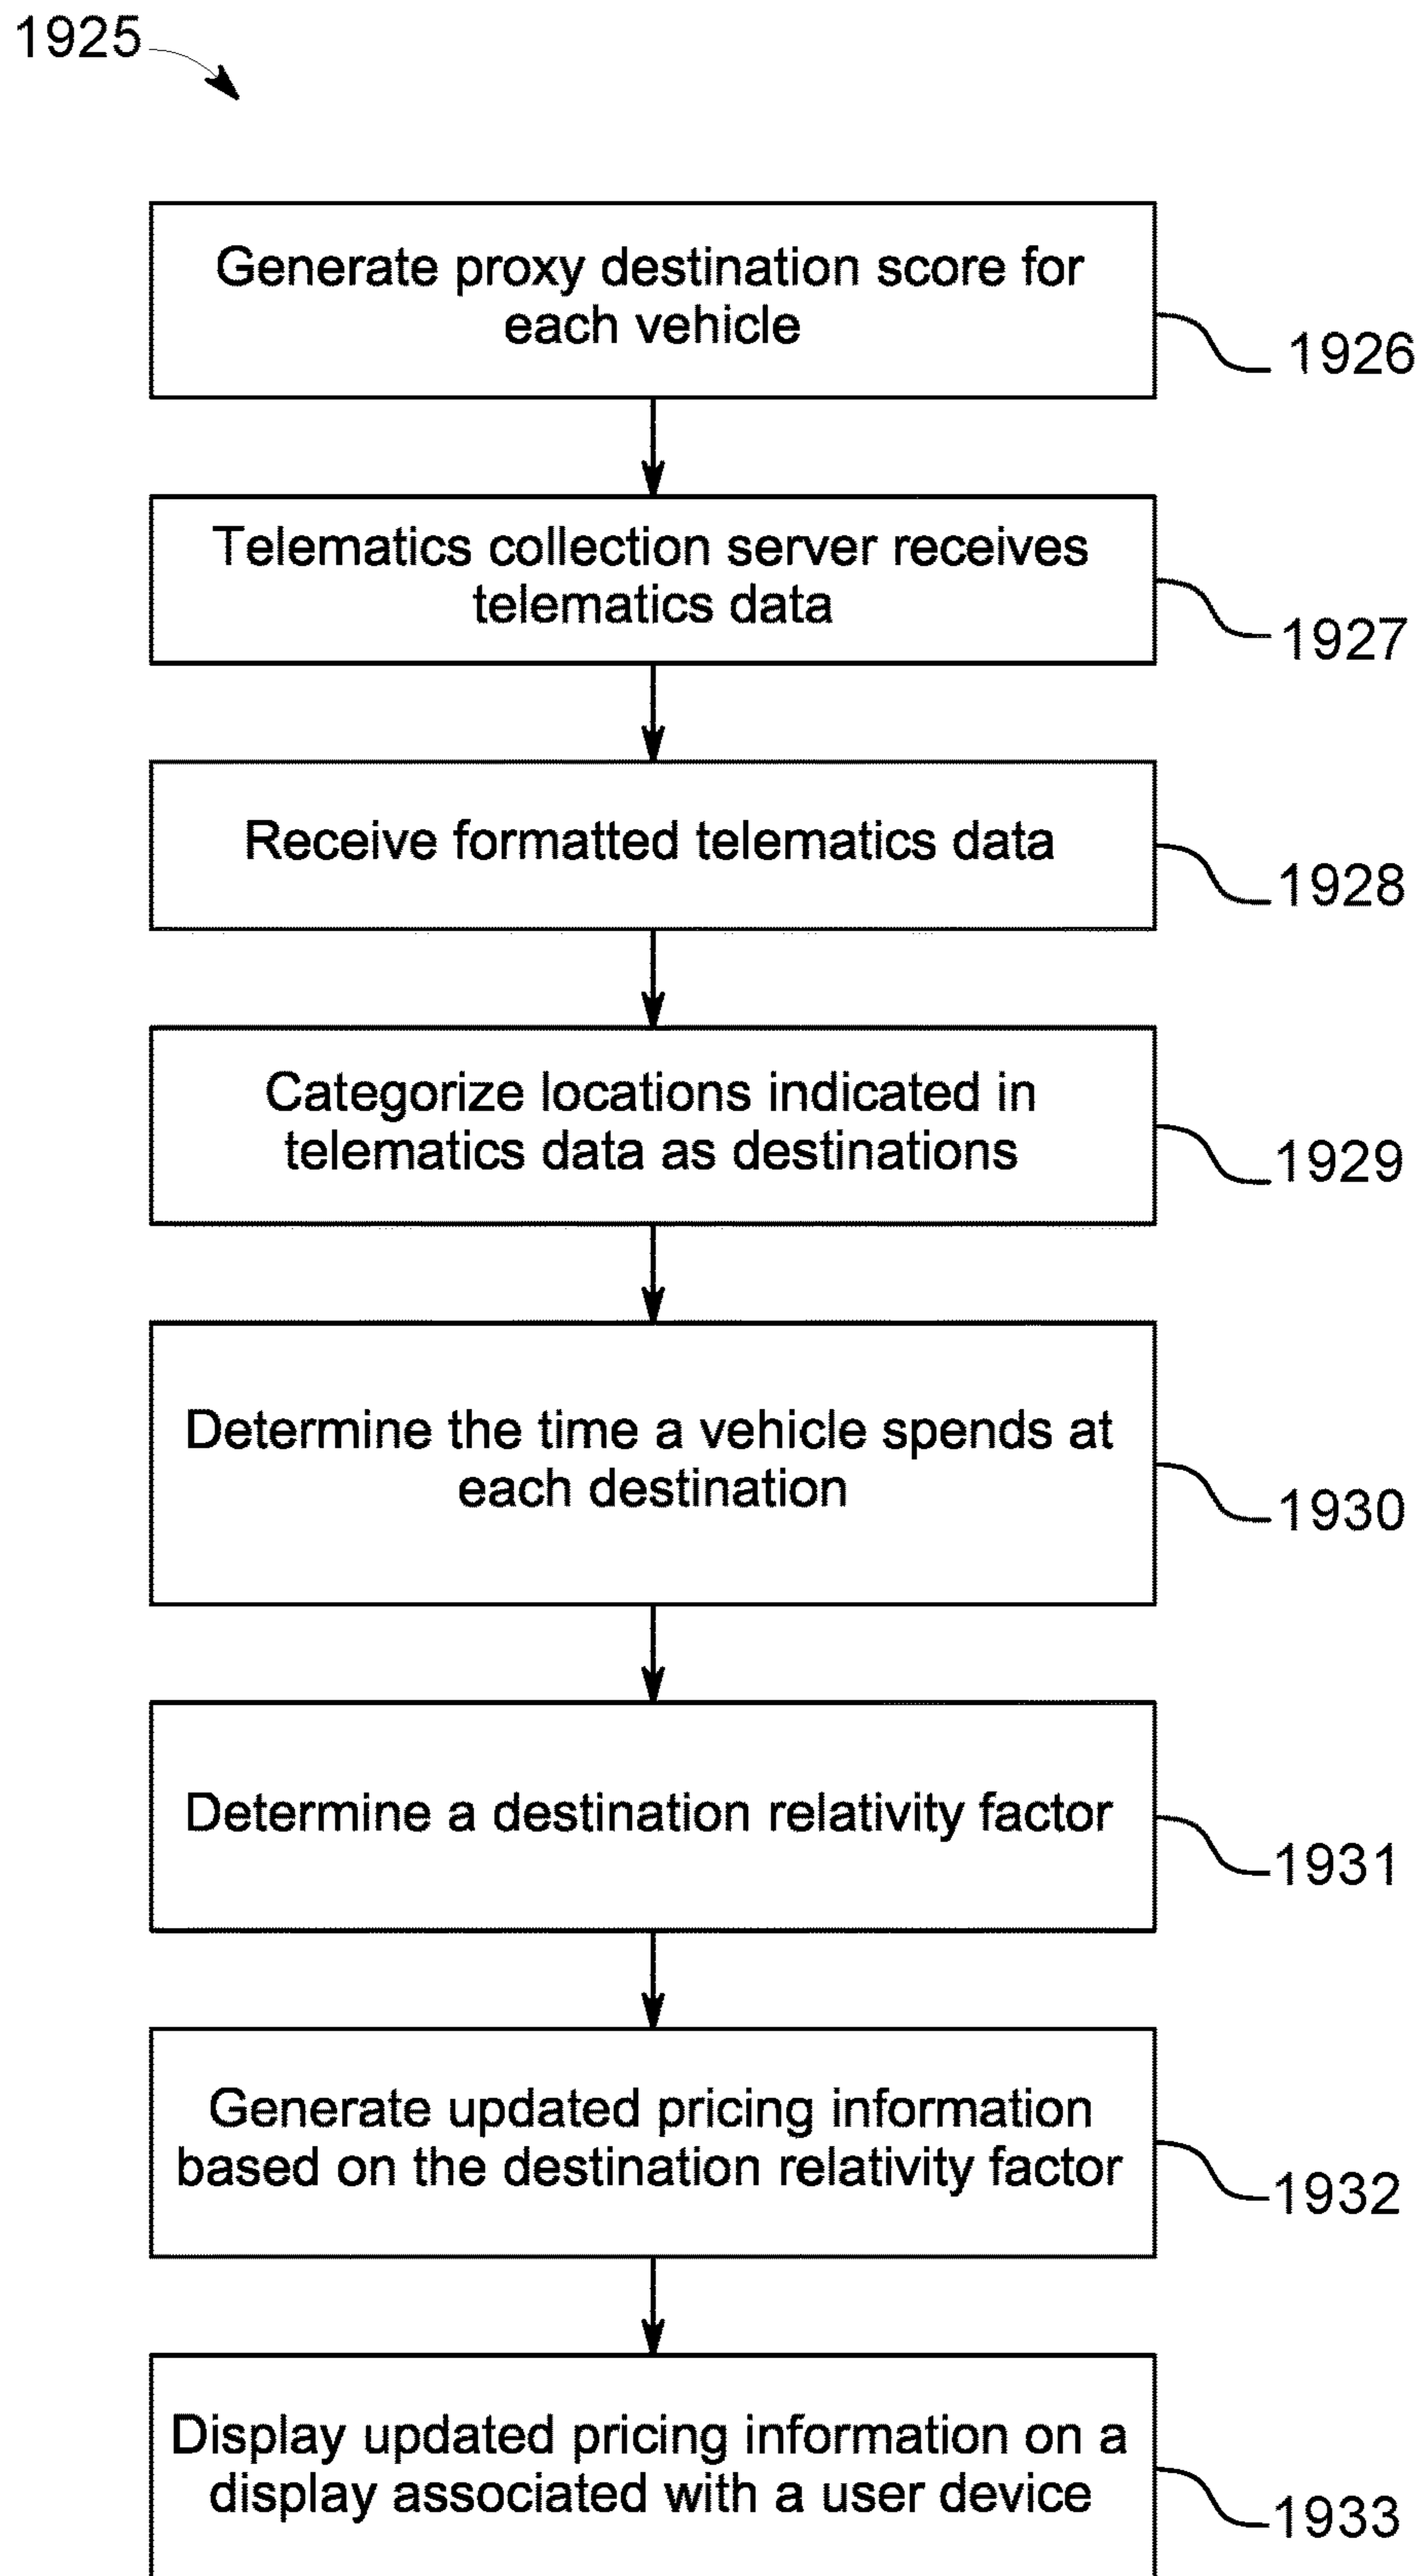 1925
Generate proxy destination score for
each vehicle
1926
Telematics collection server receives
telematics data
1927
Receive formatted telematics data
1928
Categorize locations indicated in
telematics data as destinations
1929
Determine the time a vehicle spends at
each destination
1930
Determine a destination relativity factor
1931
Generate updated pricing information
based on the destination relativity factor
1932
Display updated pricing information on a
display associated with a user device
1933